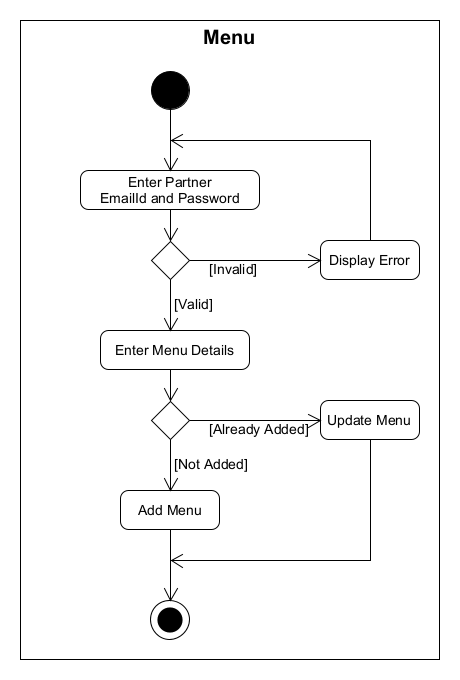 Menu
Enter Partner
EmailId and Password
[Invalid]
Display Error
[Valid]
Enter Menu Details
[Already Added]
Update Menu
[Not Added]
Add Menu